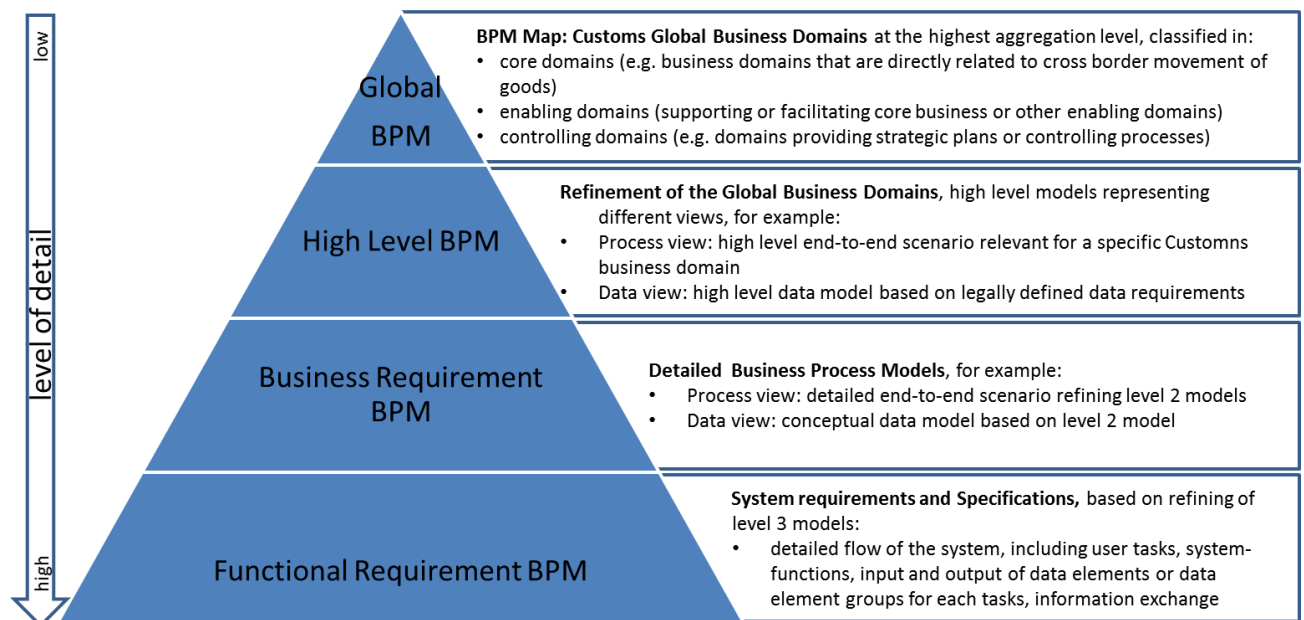 low
level of detail
high
Global
BPM
BPM Map: Customs Global Business Domains at the highest aggregation level, classified in:
• core domains (e.g. business domains that are directly related to cross border movement of
goods)
• enabling domains (supporting or facilitating core business or other enabling domains)
• controlling domains (e.g. domains providing strategic plans or controlling processes)
High Level BPM
Refinement of the Global Business Domains, high level models representing
different views, for example:
• Process view: high level end-to-end scenario relevant for a specific Customns
business domain
• Data view: high level data model based on legally defined data requirements
Business Requirement
BPM
Detailed Business Process Models, for example:
• Process view: detailed end-to-end scenario refining level 2 models
• Data view: conceptual data model based on level 2 model
Functional Requirement BPM
System requirements and Specifications, based on refining of
level 3 models:
• detailed flow of the system, including user tasks, system-
functions, input and output of data elements or data
element groups for each tasks, information exchange